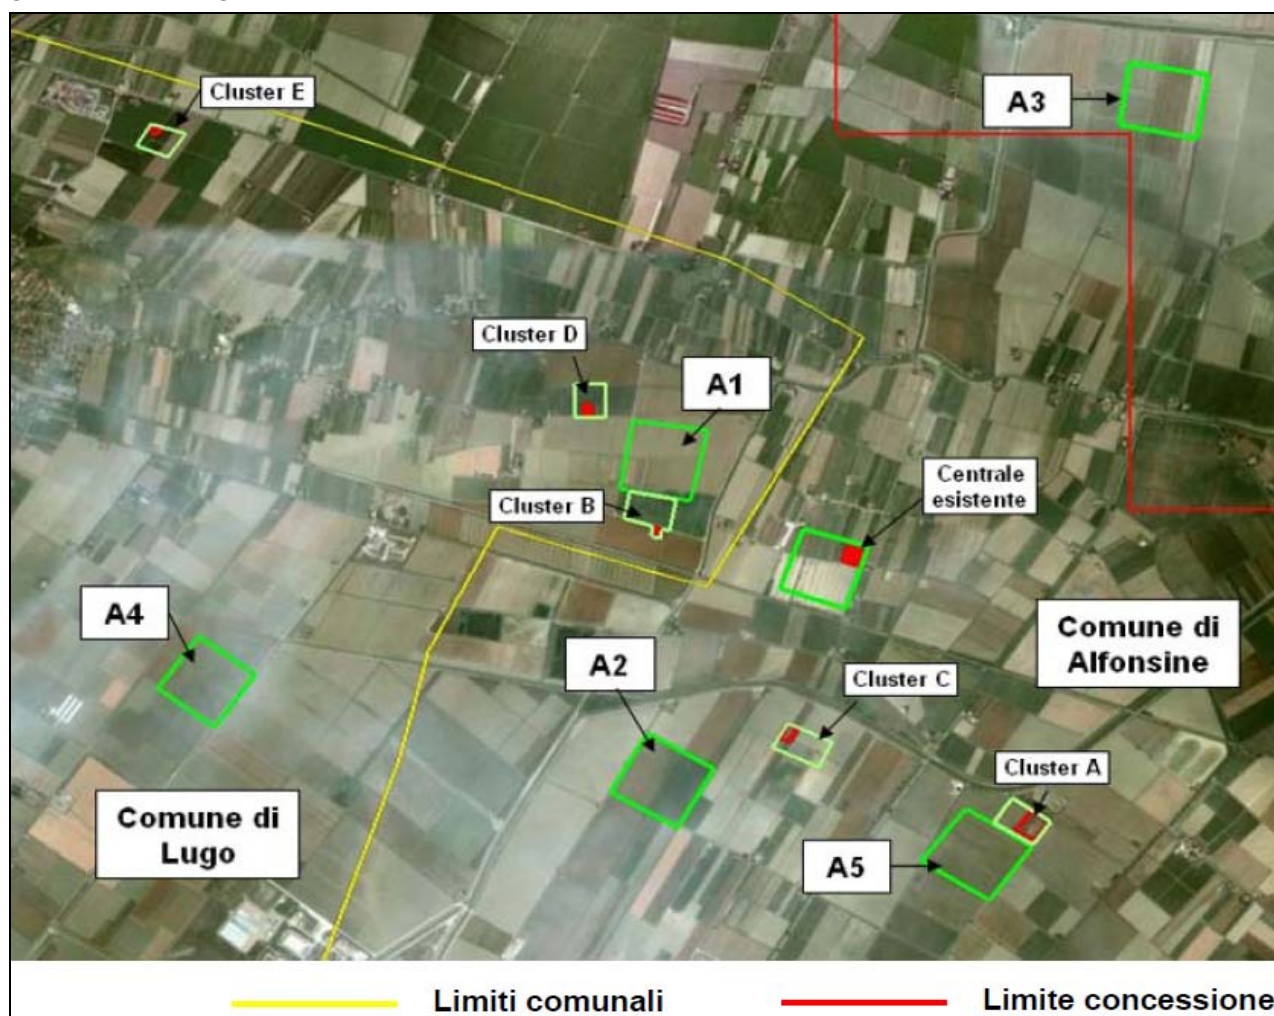 Cluster E
A3
Cluster D
A1
Centrale
esistente
Cluster B
A4
Comune di
Alfonsine
A2
Cluster C
Cluster A
Comune di
Lugo
A5
Limiti comunali
Limite concessione